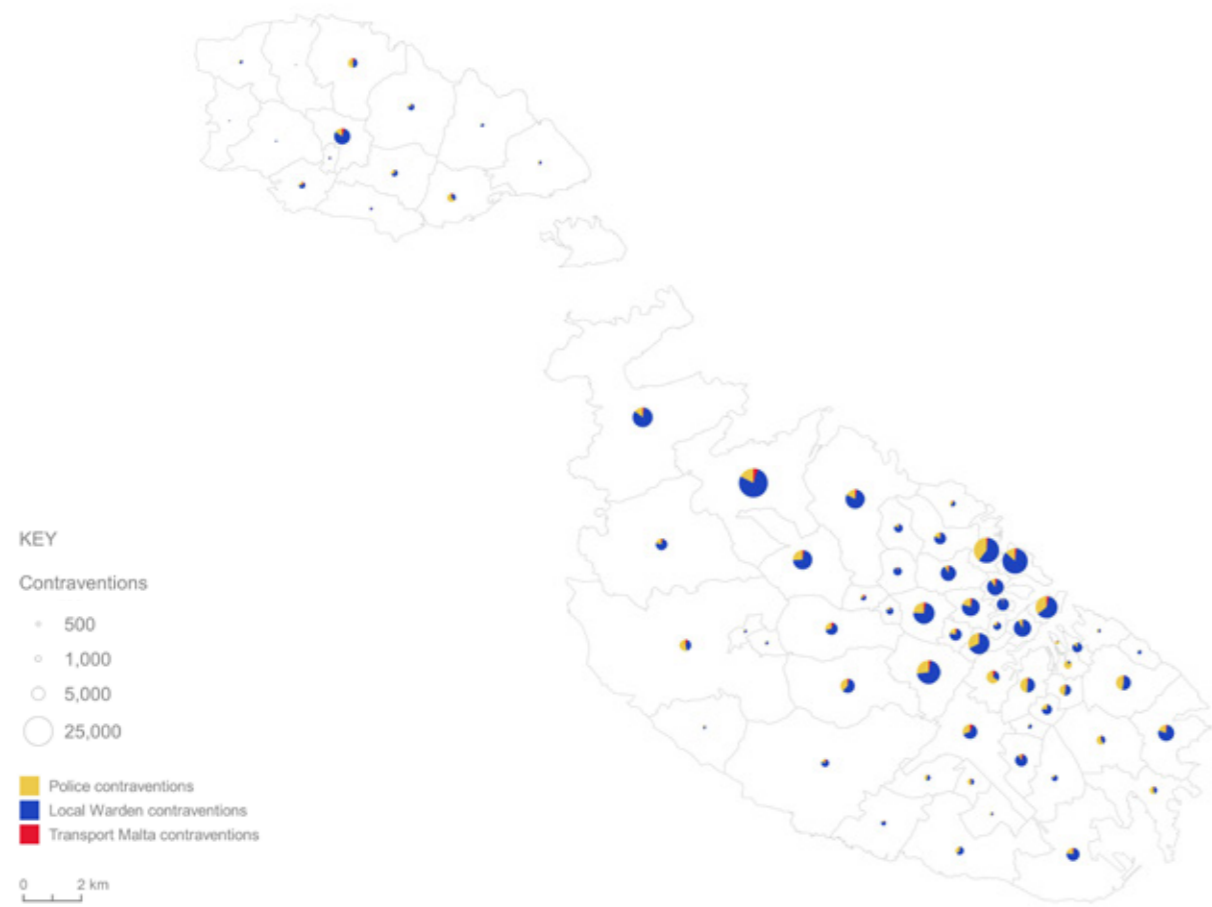 KEY
Contraventions
500
1,000
5,000
25,000
Police contraventions
Local Warden contraventions
Transport Malta contraventions
0 2 km